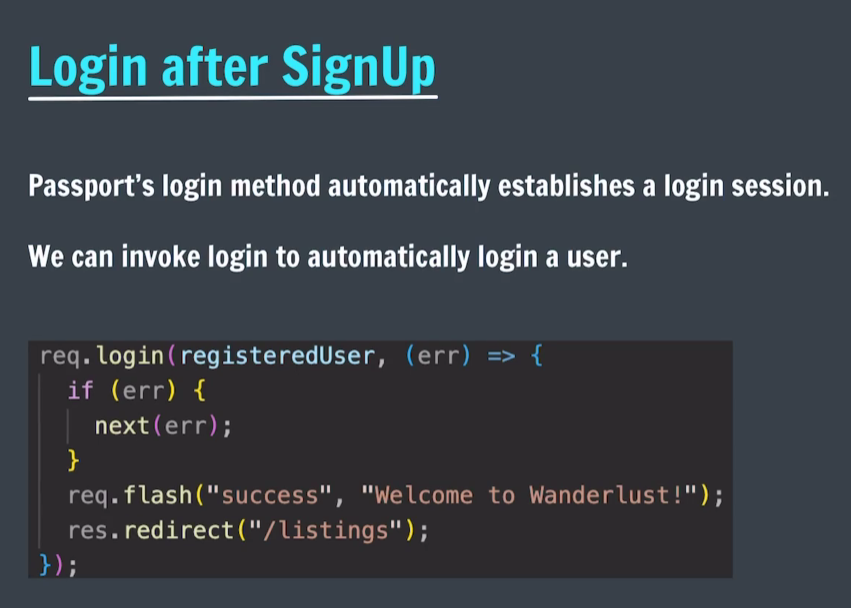 Login after SignUp
Passport’s login method automatically establishes a login session.
We can invoke login to automatically login a user.
req.login(registeredUser, (err) => {
  if (err) {
    next(err);
  }
  req.flash("success", "Welcome to Wanderlust!");
  res.redirect("/listings");
});